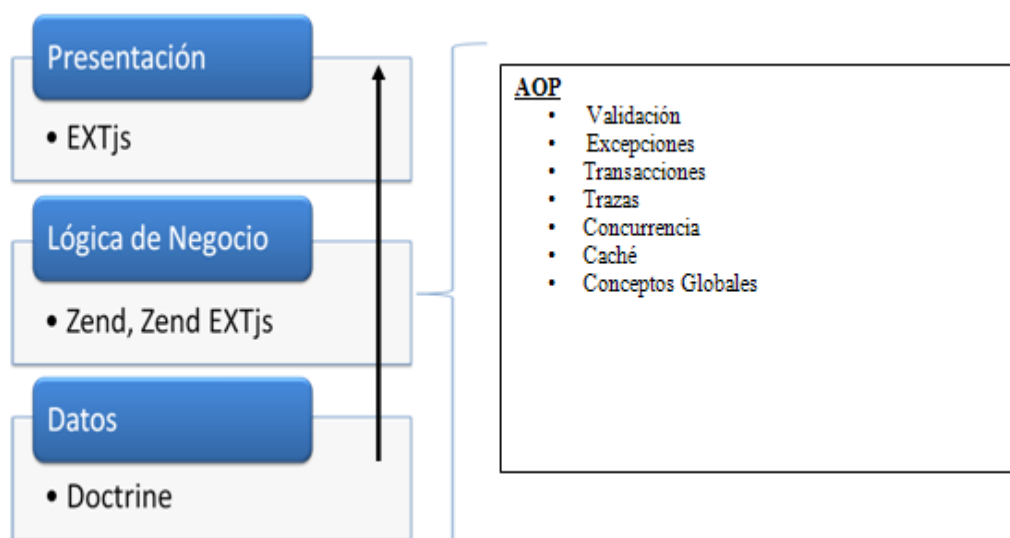 Presentación
• EXTjs
Lógica de Negocio
• Zend, Zend EXTjs
Datos
• Doctrine
AOP
• Validación
• Excepciones
• Transacciones
• Trazas
• Concurrencia
• Caché
• Conceptos Globales